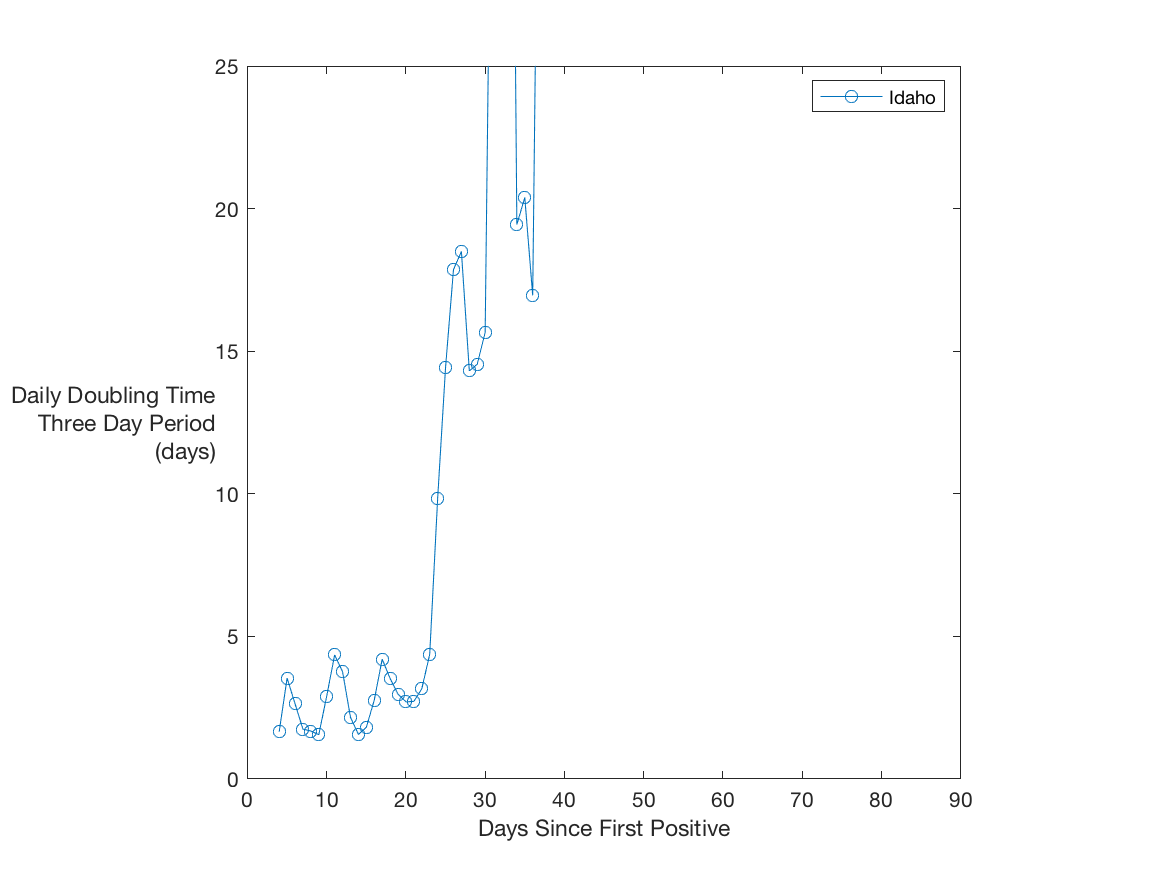 25
20
15
10
5
0
Daily Doubling Time
Three Day Period
(days)
Idaho
0 10 20 30 40 50 60 70 80 90
Days Since First Positive